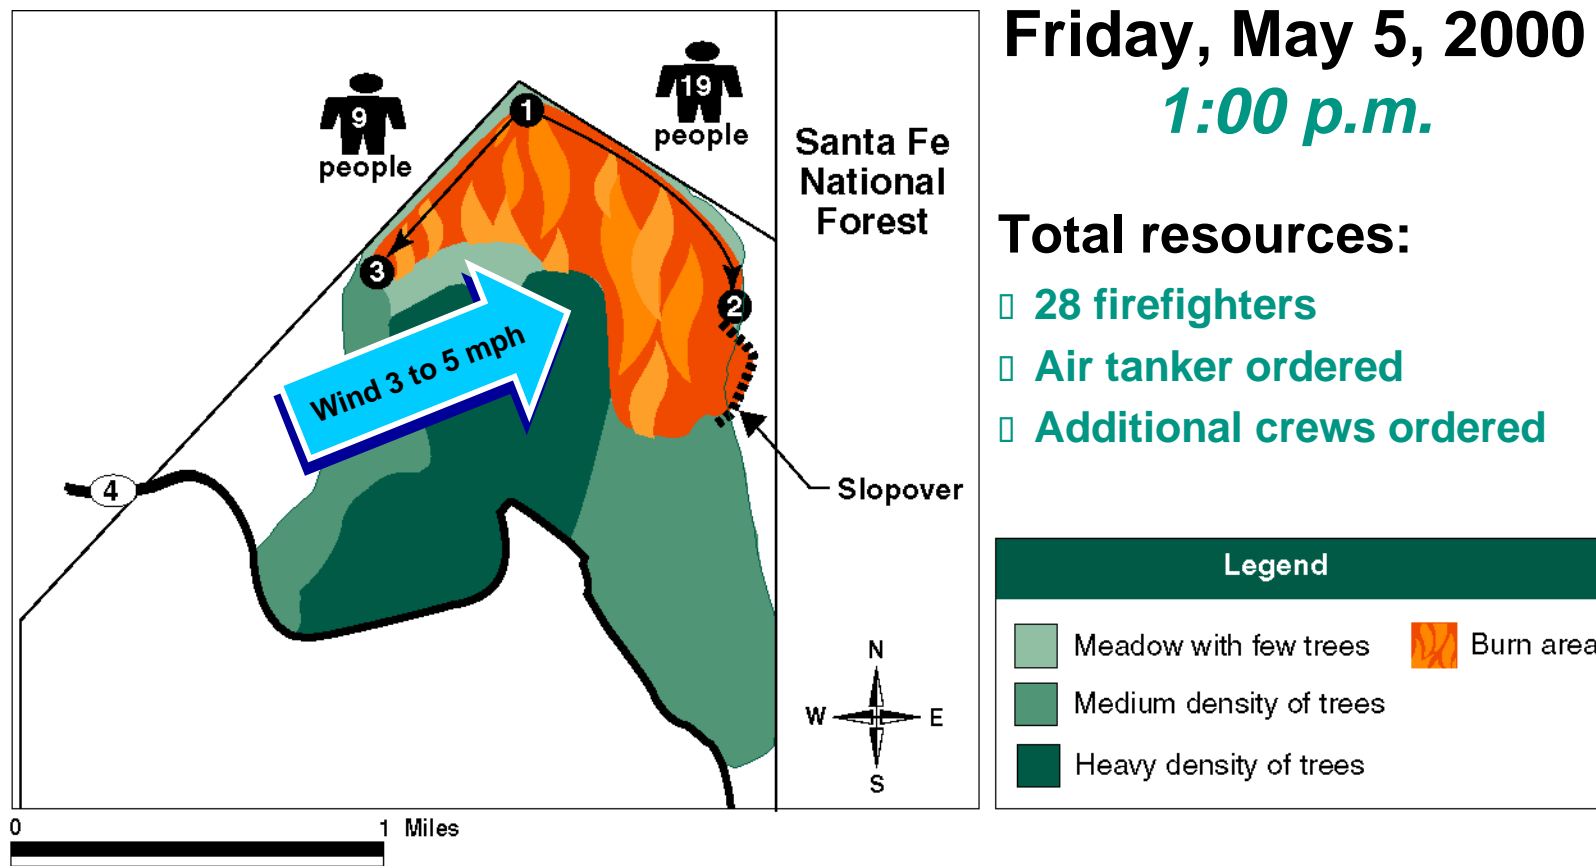 Friday, May 5, 2000
1:00 p.m.
9
people
19
people
1
2
3
Santa Fe
National
Forest
Wind 3 to 5 mph
4
Slopover
N
W E
S
0 1 Miles
Total resources:
28 firefighters
Air tanker ordered
Additional crews ordered
Legend
Meadow with few trees
Burn area
Medium density of trees
Heavy density of trees